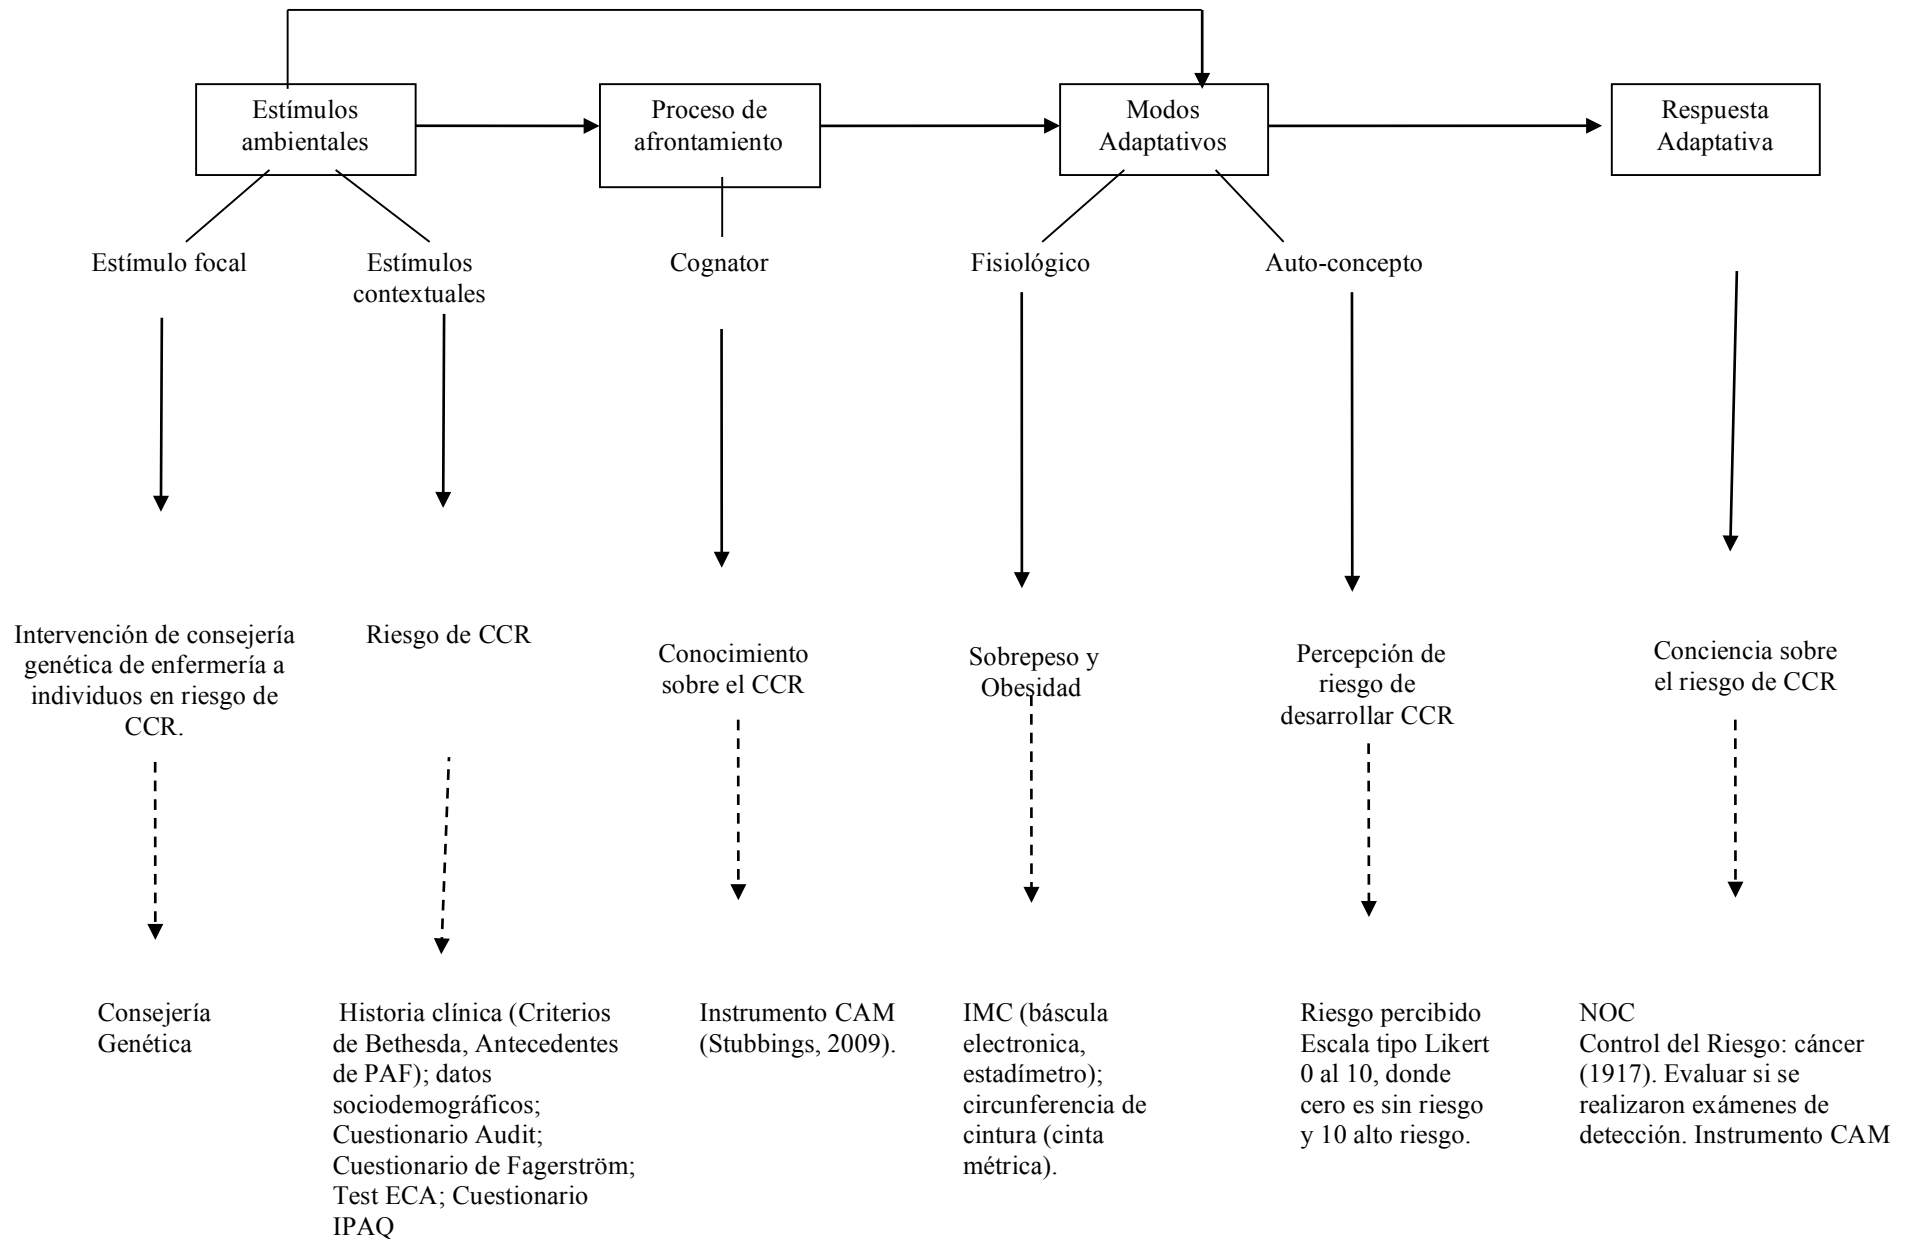 Estímulos
ambientales
Proceso de
afrontamiento
Modos
Adaptativos
Respuesta
Adaptativa
Estímulo focal
Estímulos
contextuales
Cognator
Fisiológico
Auto-concepto
Intervención de consejería
genética de enfermería a
individuos en riesgo de
CCR.
Riesgo de CCR
Conocimiento
sobre el CCR
Sobrepeso y
Obesidad
Percepción de
riesgo de
desarrollar CCR
Conciencia sobre
el riesgo de CCR
Consejería
Genética
Historia clínica (Criterios
de Bethesda, Antecedentes
de PAF); datos
sociodemográficos;
Cuestionario Audit;
Cuestionario de Fagerström;
Test ECA; Cuestionario
IPAQ
Instrumento CAM
(Stubbings, 2009).
IMC (báscula
electronica,
estadímetro);
circunferencia de
cintura (cinta
métrica).
Riesgo percibido
Escala tipo Likert
0 al 10, donde
cero es sin riesgo
y 10 alto riesgo.
NOC
Control del Riesgo: cáncer
(1917). Evaluar si se
realizaron exámenes de
detección. Instrumento CAM